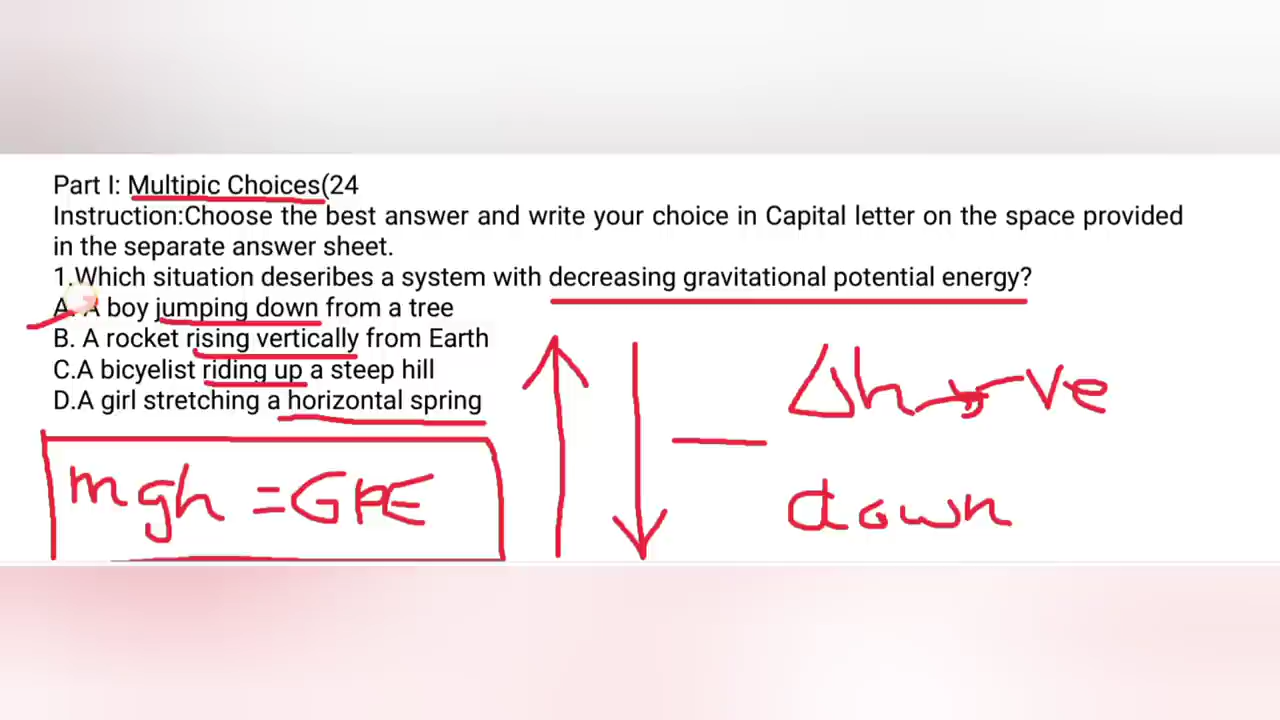 Part I: Multipic Choices(24
Instruction:Choose the best answer and write your choice in Capital letter on the space provided
in the separate answer sheet.
1.Which situation deseribes a system with decreasing gravitational potential energy?
A. A boy jumping down from a tree
B. A rocket rising vertically from Earth
C.A bicyelist riding up a steep hill
D.A girl stretching a horizontal spring
mgh = GPE
Δh → -ve
down